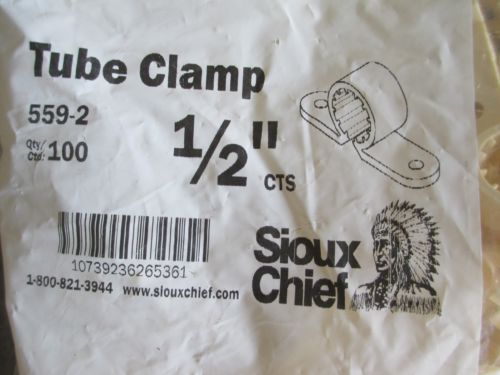 Tube Clamp
559-2
Qty/
Ctd: 100
1/2" CTS
10739236265361
1-800-821-3944 www.siouxchief.com
Sioux
Chief